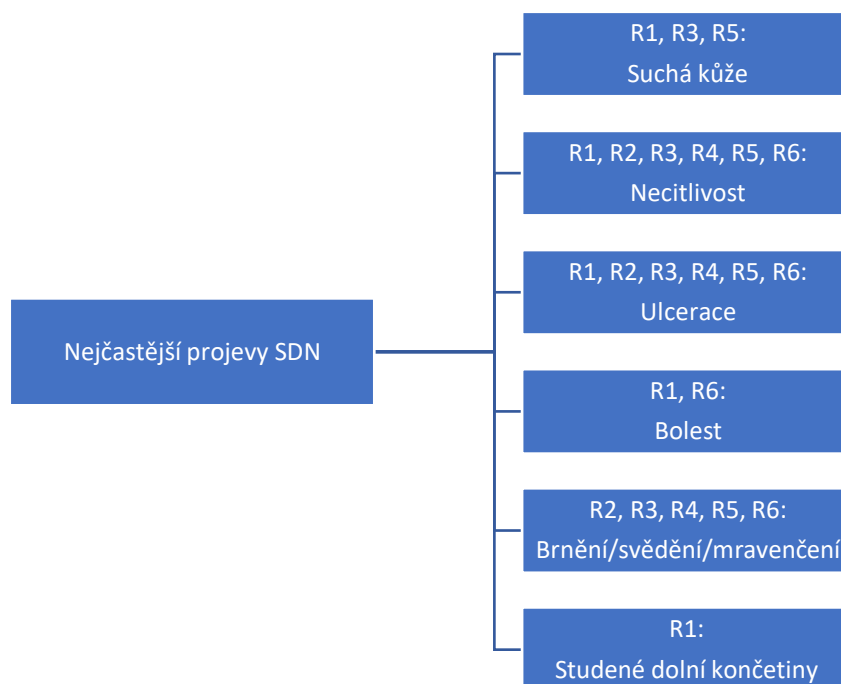 Nejčastější projevy SDN
R1, R3, R5:
Suchá kůže
R1, R2, R3, R4, R5, R6:
Necitlivost
R1, R2, R3, R4, R5, R6:
Ulcerace
R1, R6:
Bolest
R2, R3, R4, R5, R6:
Brnění/svědění/mravenčení
R1:
Studené dolní končetiny